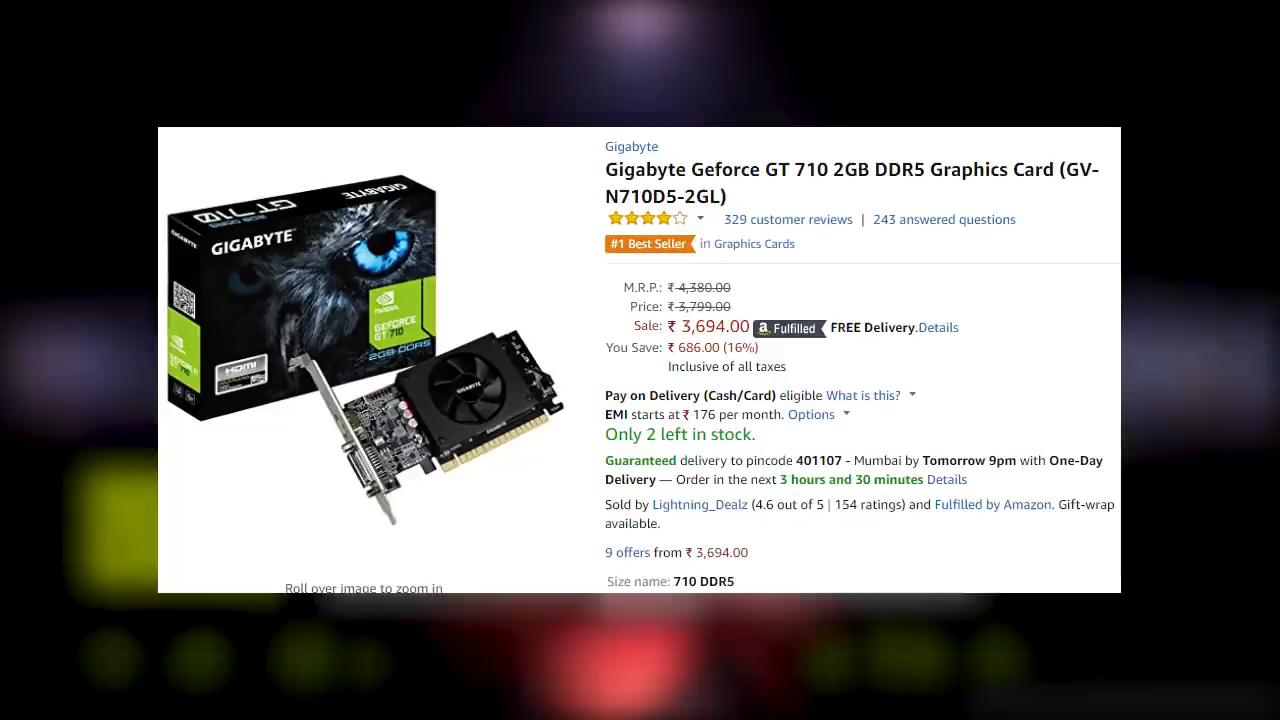 Gigabyte
Gigabyte Geforce GT 710 2GB DDR5 Graphics Card (GV-
N710D5-2GL)
329 customer reviews | 243 answered questions
#1 Best Seller in Graphics Cards
M.R.P.: ₹ 4,380.00
Price: ₹ 3,799.00
Sale: ₹ 3,694.00 a Fulfilled FREE Delivery.Details
You Save: ₹ 686.00 (16%)
Inclusive of all taxes
Pay on Delivery (Cash/Card) eligible What is this?
EMI starts at ₹ 176 per month. Options
Only 2 left in stock.
Guaranteed delivery to pincode 401107 - Mumbai by Tomorrow 9pm with One-Day
Delivery — Order in the next 3 hours and 30 minutes Details
Sold by Lightning_Dealz (4.6 out of 5 | 154 ratings) and Fulfilled by Amazon. Gift-wrap
available.
9 offers from ₹ 3,694.00
Size name: 710 DDR5
GIGABYTE
GT 710
GIGABYTE
GIGABYTE
NVIDIA
GEFORCE
GT 710
2GB DDR5
HDMI
GIGABYTE
Roll over image to zoom in